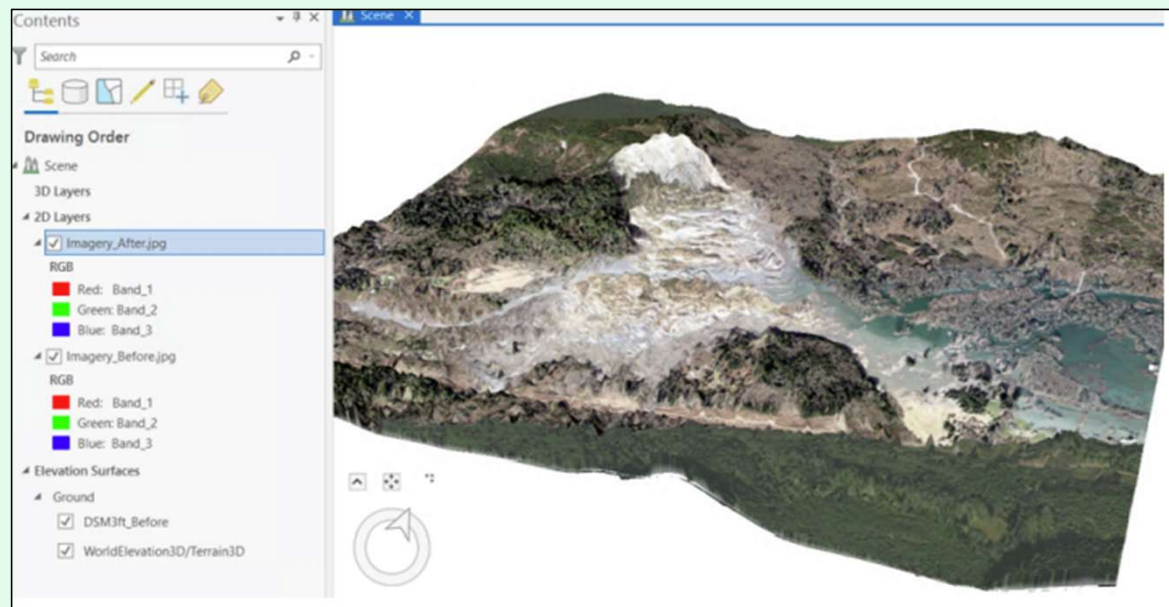 Contents
Scene
Search
Drawing Order
Scene
3D Layers
2D Layers
Imagery_After.jpg
RGB
Red: Band_1
Green: Band_2
Blue: Band_3
Imagery_Before.jpg
RGB
Red: Band_1
Green: Band_2
Blue: Band_3
Elevation Surfaces
Ground
DSM3ft_Before
WorldElevation3D/Terrain3D